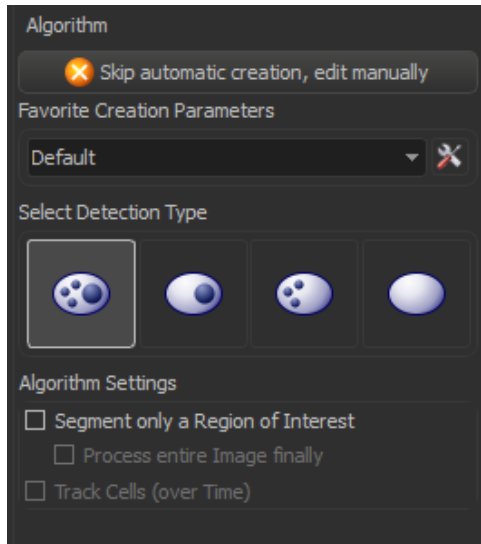 Algorithm
Skip automatic creation, edit manually
Favorite Creation Parameters
Default
Select Detection Type
Algorithm Settings
Segment only a Region of Interest
Process entire Image finally
Track Cells (over Time)